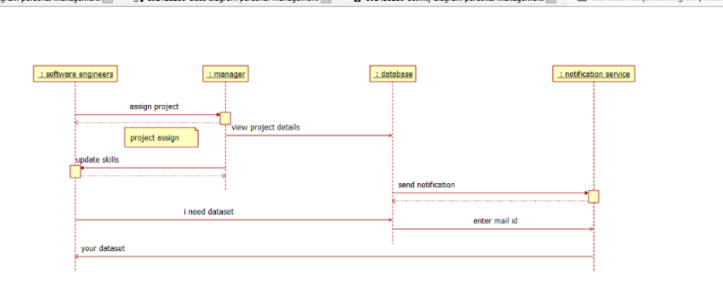 : software engineers
: manager
: database
: notification service
assign project
project assign
view project details
update skills
send notification
i need dataset
enter mail id
your dataset